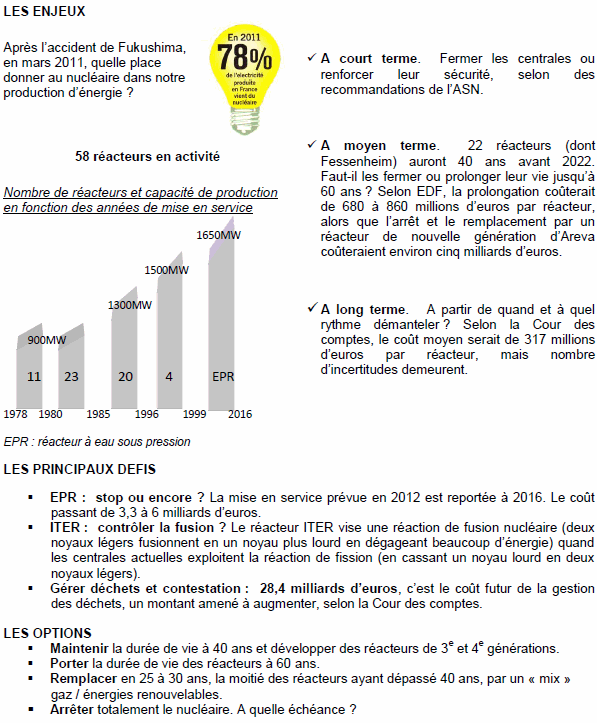 LES ENJEUX
Après l’accident de Fukushima,
en mars 2011, quelle place
donner au nucléaire dans notre
production d’énergie ?
En 2011
78%
de l'électricité
produite
en France
vient du
nucléaire
58 réacteurs en activité
Nombre de réacteurs et capacité de production
en fonction des années de mise en service
1650MW
1500MW
1300MW
900MW
11
23
20
4
EPR
1978
1980
1985
1996
1999
2016
EPR : réacteur à eau sous pression
✓ A court terme. Fermer les centrales ou
renforcer leur sécurité, selon des
recommandations de l’ASN.
✓ A moyen terme. 22 réacteurs (dont
Fessenheim) auront 40 ans avant 2022.
Faut-il les fermer ou prolonger leur vie jusqu’à
60 ans ? Selon EDF, la prolongation coûterait
de 680 à 860 millions d’euros par réacteur,
alors que l’arrêt et le remplacement par un
réacteur de nouvelle génération d’Areva
coûteraient environ cinq milliards d’euros.
✓ A long terme. A partir de quand et à quel
rythme démanteler ? Selon la Cour des
comptes, le coût moyen serait de 317 millions
d’euros par réacteur, mais nombre
d’incertitudes demeurent.
LES PRINCIPAUX DEFIS
▪ EPR : stop ou encore ? La mise en service prévue en 2012 est reportée à 2016. Le coût
passant de 3,3 à 6 milliards d’euros.
▪ ITER : contrôler la fusion ? Le réacteur ITER vise une réaction de fusion nucléaire (deux
noyaux légers fusionnent en un noyau plus lourd en dégageant beaucoup d’énergie) quand
les centrales actuelles exploitent la réaction de fission (en cassant un noyau lourd en deux
noyaux légers).
▪ Gérer déchets et contestation : 28,4 milliards d’euros, c’est le coût futur de la gestion
des déchets, un montant amené à augmenter, selon la Cour des comptes.
LES OPTIONS
▪ Maintenir la durée de vie à 40 ans et développer des réacteurs de 3e et 4e générations.
▪ Porter la durée de vie des réacteurs à 60 ans.
▪ Remplacer en 25 à 30 ans, la moitié des réacteurs ayant dépassé 40 ans, par un « mix »
gaz / énergies renouvelables.
▪ Arrêter totalement le nucléaire. A quelle échéance ?